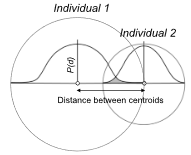 Individual 1
Individual 2
P(d)
Distance between centroids